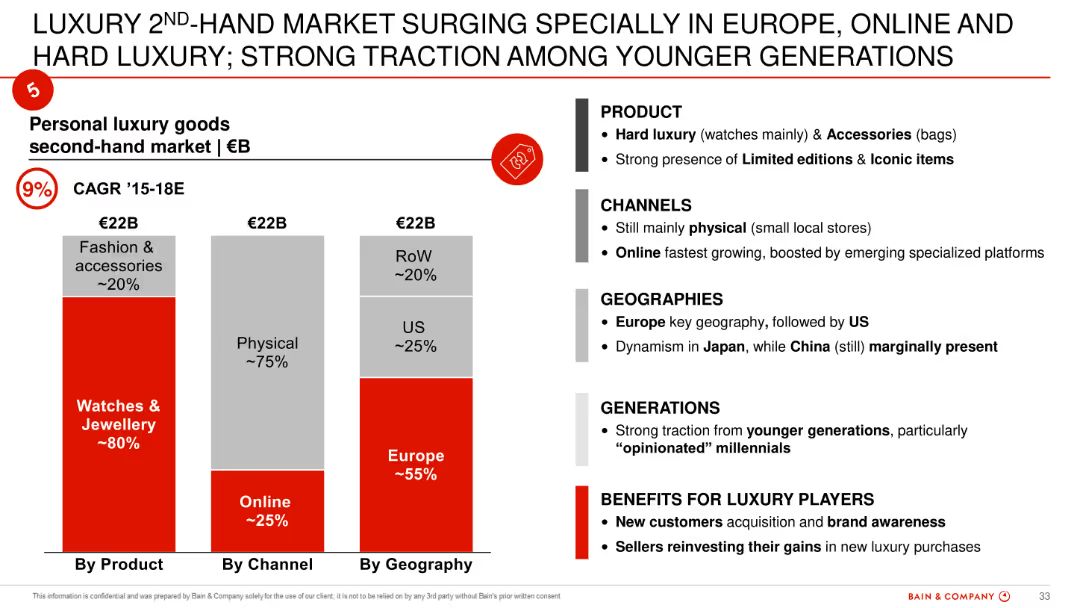 LUXURY 2ND-HAND MARKET SURGING SPECIALLY IN EUROPE, ONLINE AND
HARD LUXURY; STRONG TRACTION AMONG YOUNGER GENERATIONS
5
Personal luxury goods
second-hand market | €B
9%
CAGR ’15-18E
€22B
€22B
€22B
Fashion &
accessories
~20%
Watches &
Jewellery
~80%
Physical
~75%
Online
~25%
RoW
~20%
US
~25%
Europe
~55%
By Product
By Channel
By Geography
PRODUCT
• Hard luxury (watches mainly) & Accessories (bags)
• Strong presence of Limited editions & Iconic items
CHANNELS
• Still mainly physical (small local stores)
• Online fastest growing, boosted by emerging specialized platforms
GEOGRAPHIES
• Europe key geography, followed by US
• Dynamism in Japan, while China (still) marginally present
GENERATIONS
• Strong traction from younger generations, particularly
“opinionated” millennials
BENEFITS FOR LUXURY PLAYERS
• New customers acquisition and brand awareness
• Sellers reinvesting their gains in new luxury purchases
This information is confidential and was prepared by Bain & Company solely for the use of our client; it is not to be relied on by any 3rd party without Bain's prior written consent
BAIN & COMPANY
33